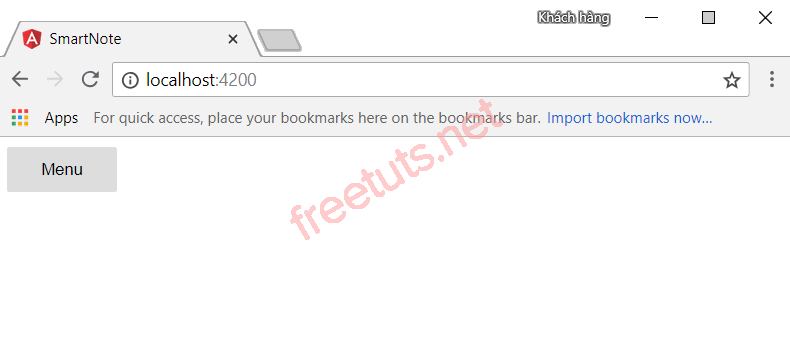 Khách hàng
SmartNote
localhost:4200
Apps For quick access, place your bookmarks here on the bookmarks bar. Import bookmarks now...
Menu
freetuts.net